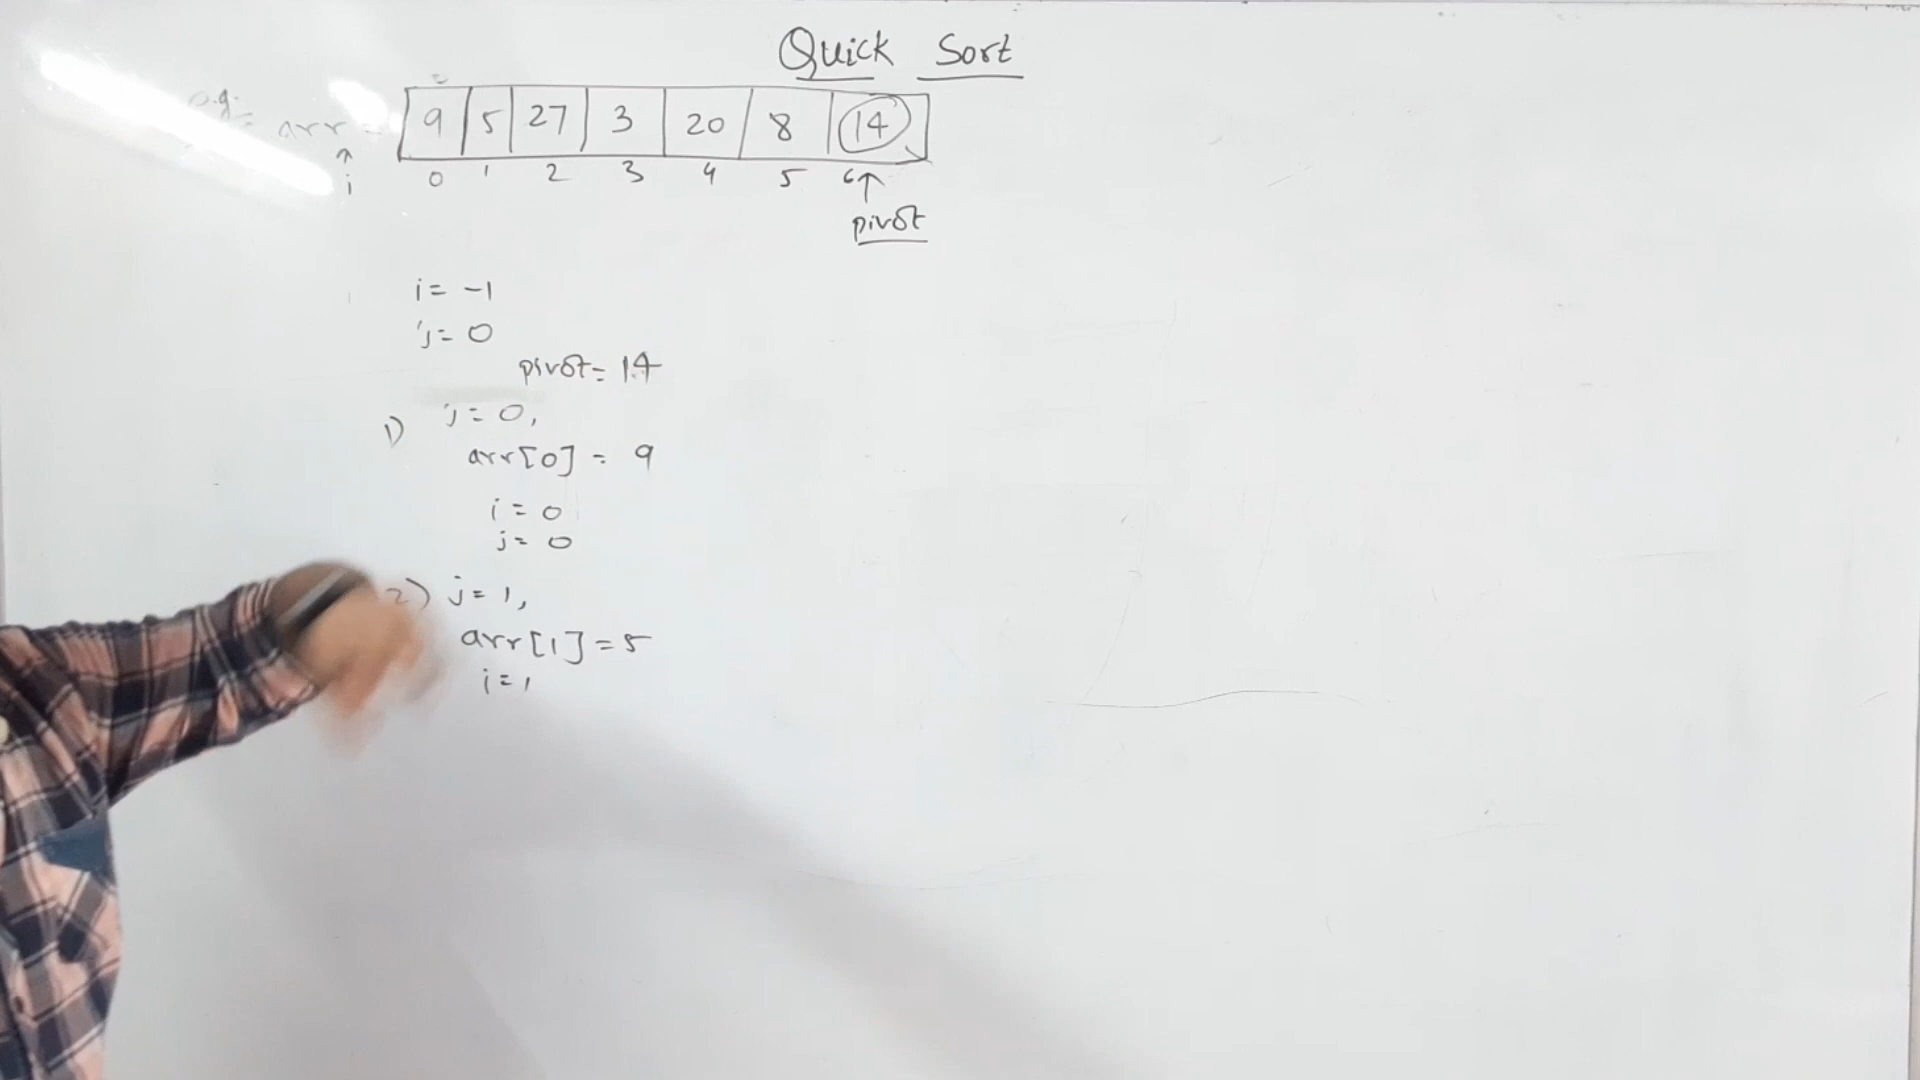 Quick Sort
e.g. arr = 9 5 27 3 20 8 14
i 0 1 2 3 4 5 6
pivot
i = -1
j = 0
pivot = 14
1) j = 0,
arr[0] = 9
i = 0
j = 0
2) j = 1,
arr[1] = 5
i = 1